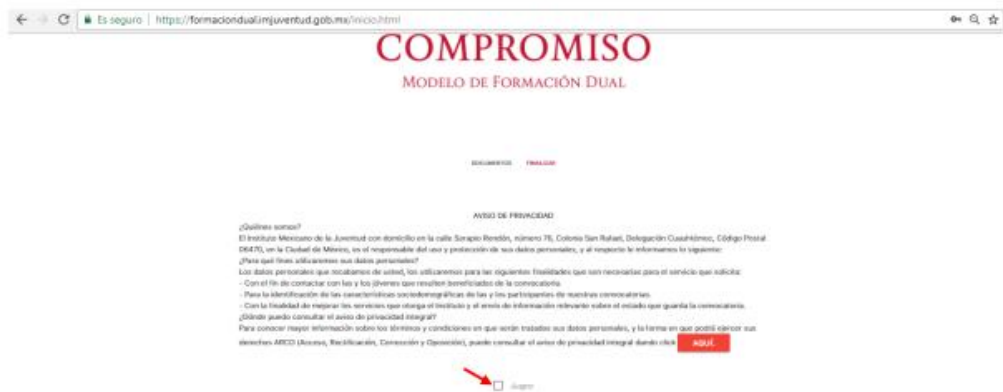 Es seguro | https://formaciondual.imjuventud.gob.mx/inicio.html
COMPROMISO
MODELO DE FORMACIÓN DUAL
DOCUMENTOS FINALIZAR
AVISO DE PRIVACIDAD
¿Quiénes somos?
El Instituto Mexicano de la Juventud con domicilio en la calle Serapio Rendón, número 76, Colonia San Rafael, Delegación Cuauhtémoc, Código Postal
06470, en la Ciudad de México, es el responsable del uso y protección de sus datos personales, y al respecto le informamos lo siguiente:
¿Para qué fines utilizaremos sus datos personales?
Los datos personales que recabamos de usted, los utilizaremos para las siguientes finalidades que son necesarias para el servicio que solicita:
- Con el fin de contactar con las y los jóvenes que resulten beneficiados de la convocatoria.
- Para la identificación de las características sociodemográficas de las y los participantes de nuestras convocatorias.
- Con la finalidad de mejorar los servicios que otorga el Instituto y el envío de información relevante sobre el estado que guarda la convocatoria.
¿Dónde puedo consultar el aviso de privacidad integral?
Para conocer mayor información sobre los términos y condiciones en que serán tratados sus datos personales, y la forma en que podrá ejercer sus
derechos ARCO (Acceso, Rectificación, Corrección y Oposición), puede consultar el aviso de privacidad integral dando click AQUÍ.
Acepto